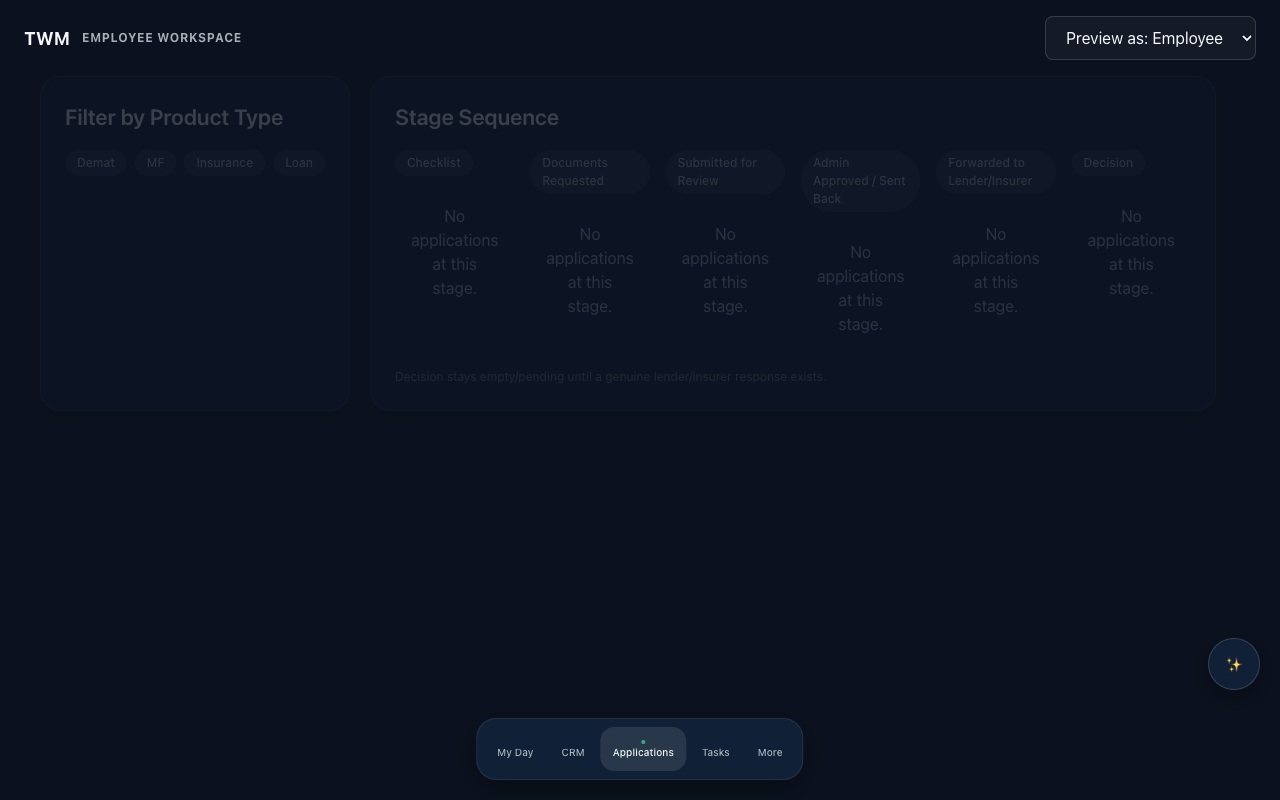 TWM EMPLOYEE WORKSPACE
Preview as: Employee
Filter by Product Type
Demat MF Insurance Loan
Stage Sequence
Checklist
No
applications
at this
stage.
Documents
Requested
No
applications
at this
stage.
Submitted for
Review
No
applications
at this
stage.
Admin
Approved / Sent
Back
No
applications
at this
stage.
Forwarded to
Lender/Insurer
No
applications
at this
stage.
Decision
No
applications
at this
stage.
Decision stays empty/pending until a genuine lender/insurer response exists.
My Day CRM Applications Tasks More